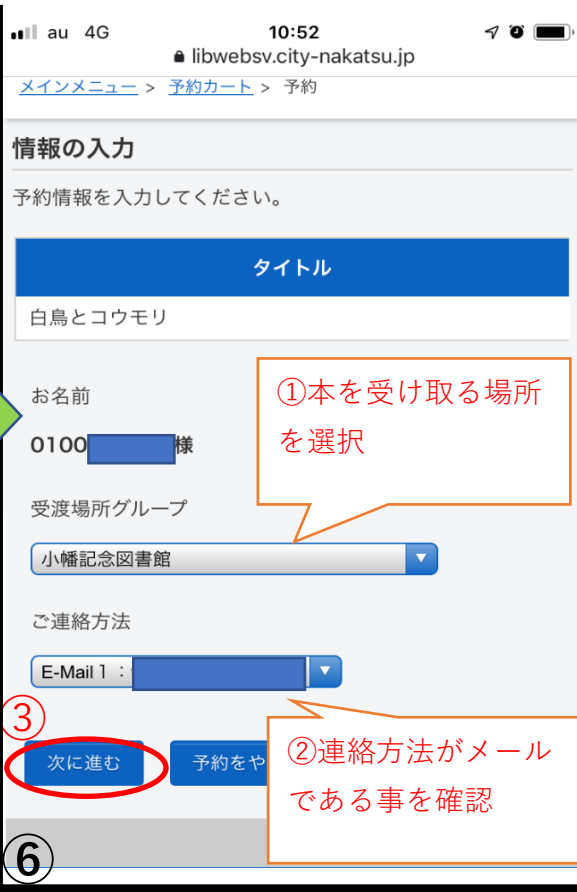 au 4G 10:52
libwebsv.city-nakatsu.jp
メインメニュー > 予約カート > 予約
情報の入力
予約情報を入力してください。
タイトル
白鳥とコウモリ
お名前
0100 様
①本を受け取る場所
を選択
受渡場所グループ
小幡記念図書館
ご連絡方法
E-Mail 1 :
③
次に進む 予約をや
②連絡方法がメール
である事を確認
⑥